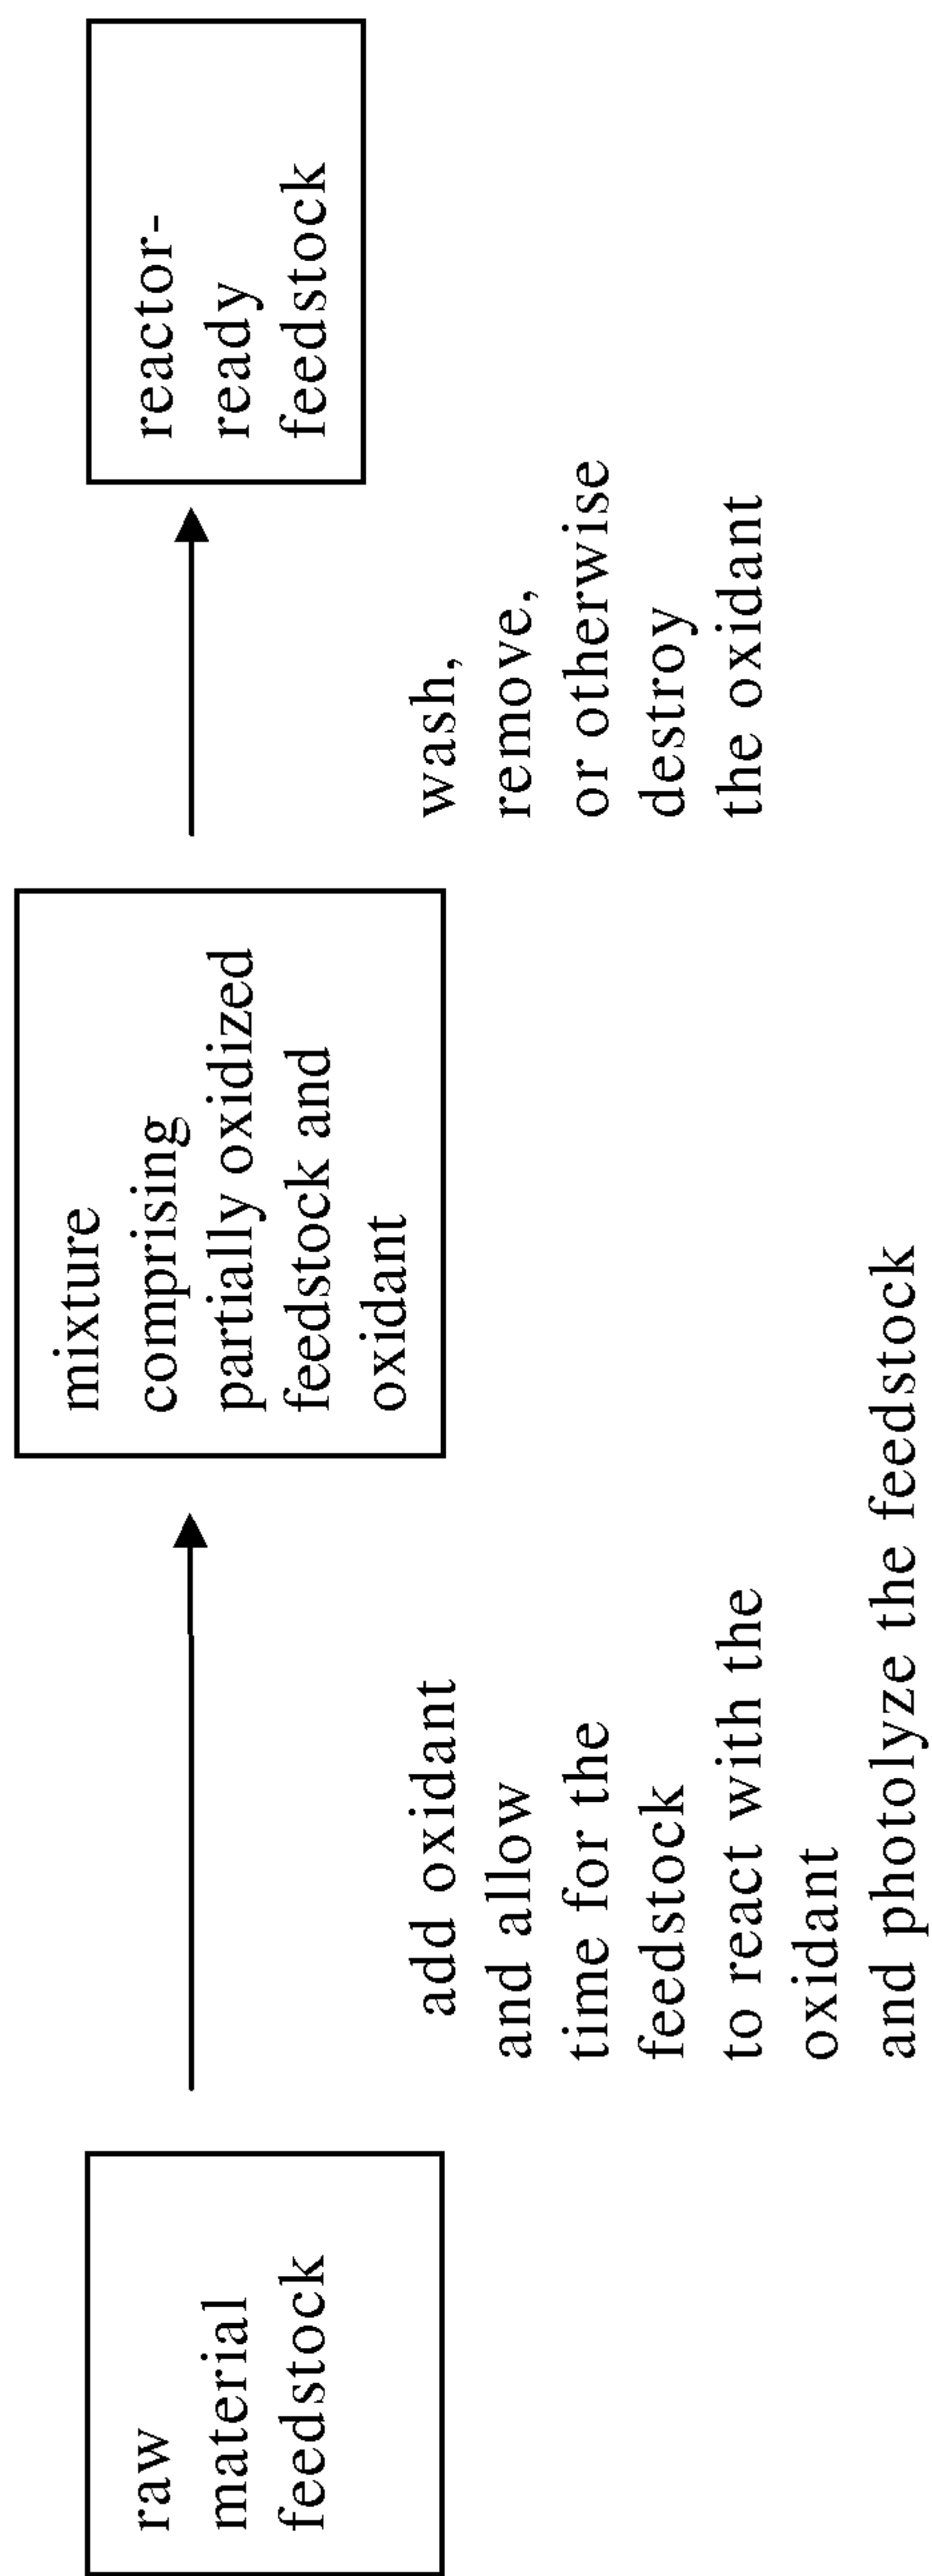 raw
material
feedstock
add oxidant
and allow
time for the
feedstock
to react with the
oxidant
and photolyze the feedstock
mixture
comprising
partially oxidized
feedstock and
oxidant
wash,
remove,
or otherwise
destroy
the oxidant
reactor-
ready
feedstock